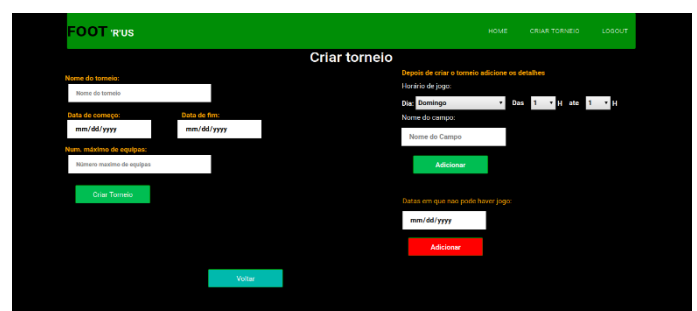 FOOT 'R'US
HOME CRIAR TORNEIO LOGOUT
Criar torneio
Nome do torneio:
Nome do torneio
Data de começo: Data de fim:
mm/dd/yyyy mm/dd/yyyy
Num. máximo de equipas:
Número maximo de equipas
Criar Torneio
Depois de criar o torneio adicione os detalhes
Horário de jogo:
Dia: Domingo Das 1 H ate 1 H
Nome do campo:
Nome do Campo
Adicionar
Datas em que nao pode haver jogo:
mm/dd/yyyy
Adicionar
Voltar